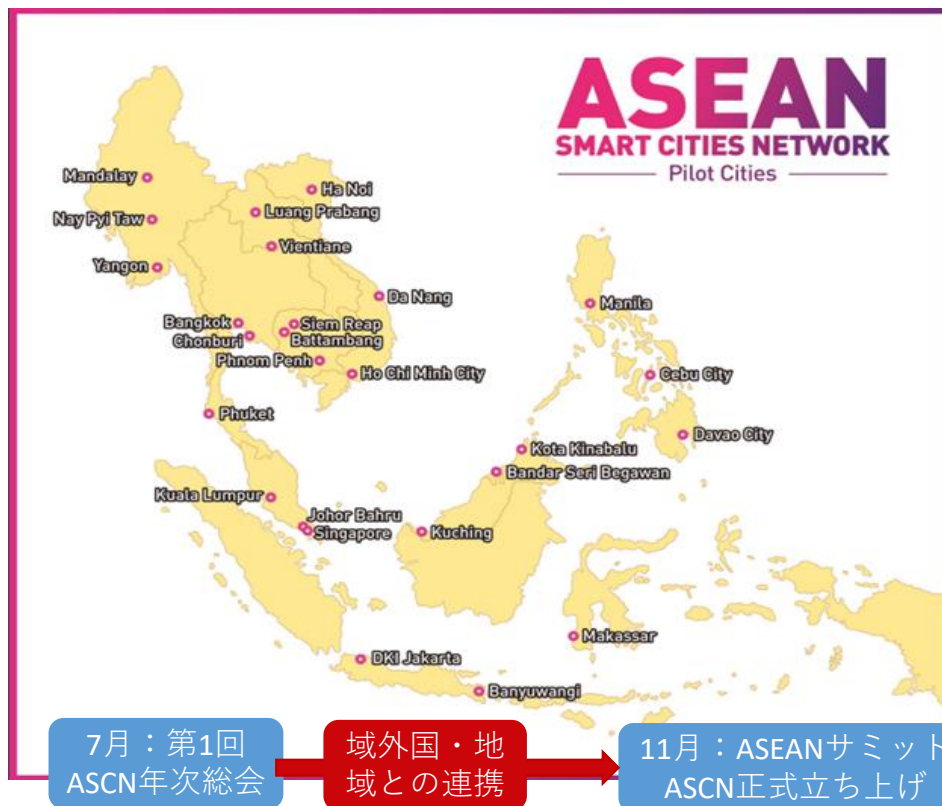 ASEAN
SMART CITIES NETWORK
Pilot Cities
Mandalay
Ha Noi
Luang Prabang
Nay Pyi Taw
Vientiane
Yangon
Da Nang
Manila
Bangkok
Siem Reap
Chonburi
Battambang
Phnom Penh
Ho Chi Minh City
Cebu City
Phuket
Davao City
Kota Kinabalu
Bandar Seri Begawan
Kuala Lumpur
Johor Bahru
Singapore
Kuching
Makassar
DKI Jakarta
Banyuwangi
7月：第1回
ASCN年次総会
域外国・地
域との連携
11月：ASEANサミット
ASCN正式立ち上げ